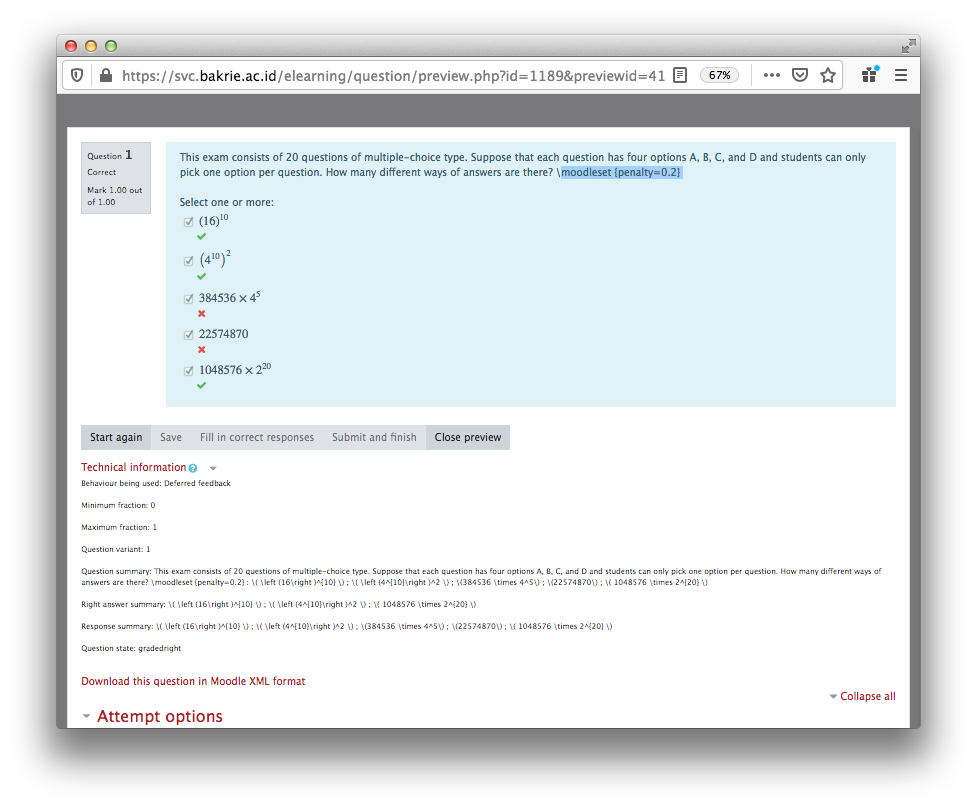 https://svc.bakrie.ac.id/elearning/question/preview.php?id=1189&previewid=41
67%
Question 1
Correct
Mark 1.00 out
of 1.00
This exam consists of 20 questions of multiple-choice type. Suppose that each question has four options A, B, C, and D and students can only
pick one option per question. How many different ways of answers are there? \moodleset {penalty=0.2}
Select one or more:
(16)^10
(4^10)^2
384536 × 4^5
22574870
1048576 × 2^20
Start again Save Fill in correct responses Submit and finish Close preview
Technical information
Behaviour being used: Deferred feedback
Minimum fraction: 0
Maximum fraction: 1
Question variant: 1
Question summary: This exam consists of 20 questions of multiple-choice type. Suppose that each question has four options A, B, C, and D and students can only pick one option per question. How many different ways of
answers are there? \moodleset {penalty=0.2} : \( \left (16\right )^{10} \) ; \( \left (4^{10}\right )^2 \) ; \(384536 \times 4^5\) ; \(22574870\) ; \( 1048576 \times 2^{20} \)
Right answer summary: \( \left (16\right )^{10} \) ; \( \left (4^{10}\right )^2 \) ; \( 1048576 \times 2^{20} \)
Response summary: \( \left (16\right )^{10} \) ; \( \left (4^{10}\right )^2 \) ; \(384536 \times 4^5\) ; \(22574870\) ; \( 1048576 \times 2^{20} \)
Question state: gradedright
Download this question in Moodle XML format
Collapse all
Attempt options